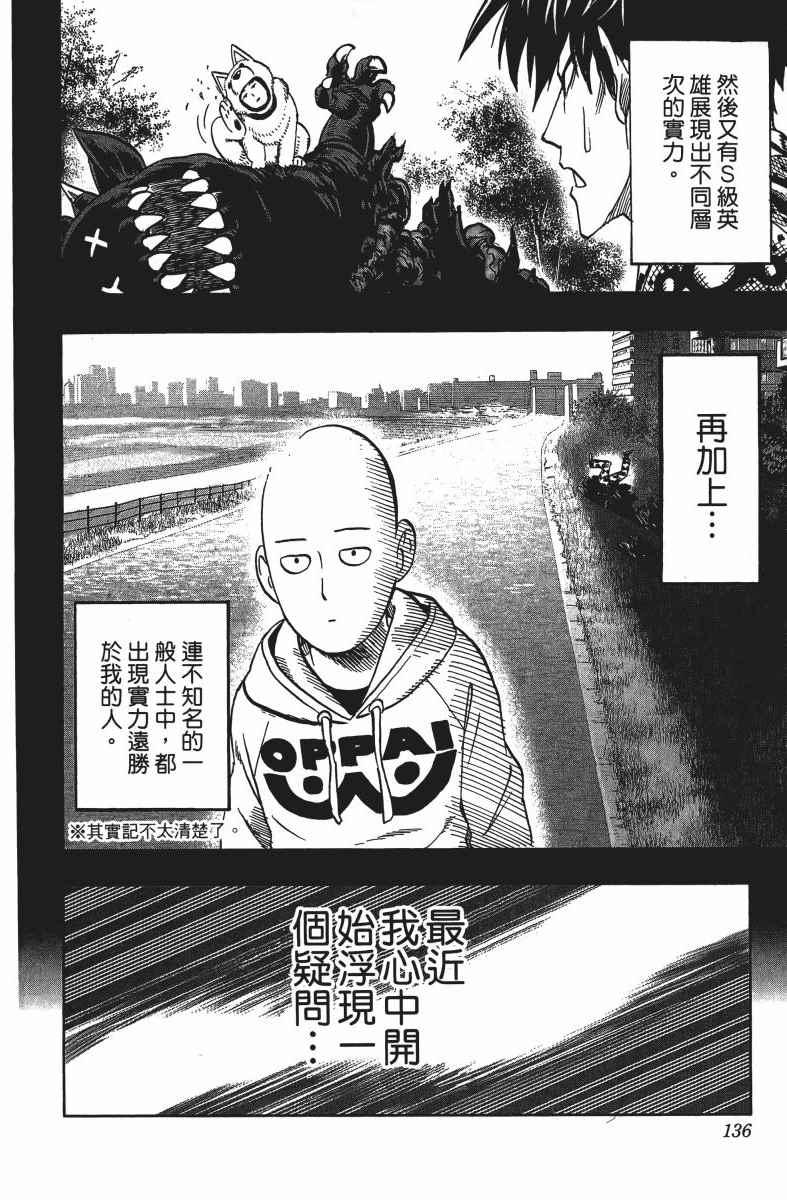 然後又有S級英
雄展現出不同層
次的實力。
再加上…
連不知名的一
般人士中，都
出現實力遠勝
於我的人。
※其實記不太清楚了。
OPPAI
最近
我心中開
始浮現一
個疑問…
136